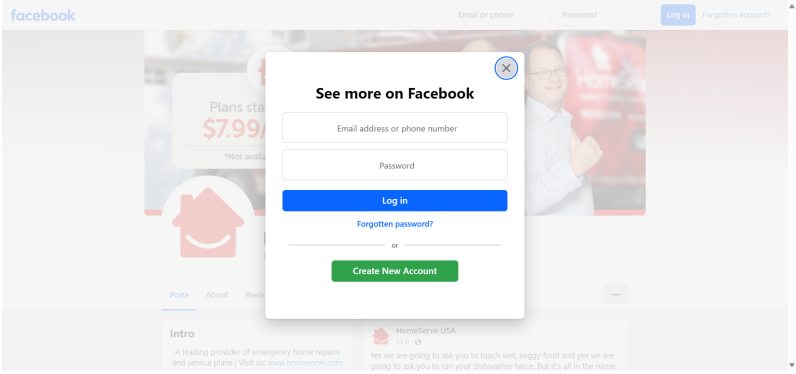 facebook
Email or phone
Password
Log in
Forgotten account?
Plans sta
$7.99/
*Not availa
See more on Facebook
Email address or phone number
Password
Log in
Forgotten password?
or
Create New Account
Posts
About
Reels
Intro
A leading provider of emergency home repairs
and service plans | Visit us: www.homeserve.com
HomeServe USA
Yes we are going to ask you to touch wet, soggy food and yes we are
going to ask you to run your dishwasher twice. But it's all in the name